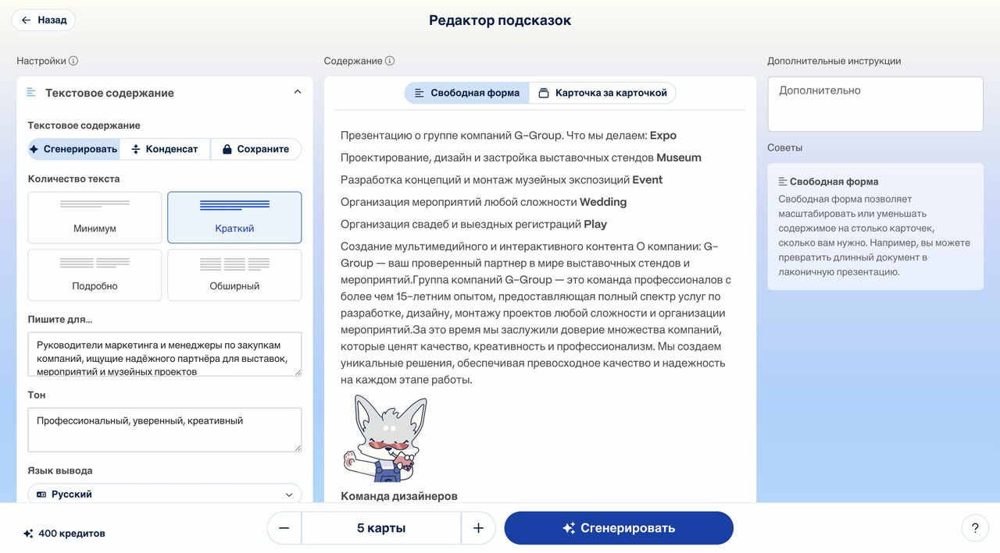 Назад
Редактор подсказок
Настройки
Текстовое содержание
Текстовое содержание
Сгенерировать
Конденсат
Сохраните
Количество текста
Минимум
Краткий
Подробно
Обширный
Пишите для...
Руководители маркетинга и менеджеры по закупкам
компаний, ищущие надёжного партнёра для выставок,
мероприятий и музейных проектов
Тон
Профессиональный, уверенный, креативный
Язык вывода
Русский
Содержание
Свободная форма
Карточка за карточкой
Презентацию о группе компаний G-Group. Что мы делаем: Expo
Проектирование, дизайн и застройка выставочных стендов Museum
Разработка концепций и монтаж музейных экспозиций Event
Организация мероприятий любой сложности Wedding
Организация свадеб и выездных регистраций Play
Создание мультимедийного и интерактивного контента О компании: G-
Group — ваш проверенный партнер в мире выставочных стендов и
мероприятий.Группа компаний G-Group — это команда профессионалов с
более чем 15-летним опытом, предоставляющая полный спектр услуг по
разработке, дизайну, монтажу проектов любой сложности и организации
мероприятий.За это время мы заслужили доверие множества компаний,
которые ценят качество, креативность и профессионализм. Мы создаем
уникальные решения, обеспечивая превосходное качество и надежность
на каждом этапе работы.
Команда дизайнеров
Дополнительные инструкции
Дополнительно
Советы
Свободная форма
Свободная форма позволяет
масштабировать или уменьшать
содержимое на столько карточек,
сколько вам нужно. Например, вы можете
превратить длинный документ в
лаконичную презентацию.
400 кредитов
− 5 карты +
Сгенерировать
?